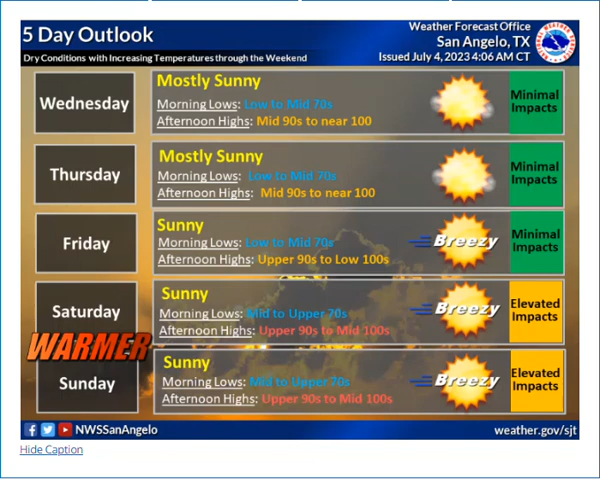 5 Day Outlook
Dry Conditions with Increasing Temperatures through the Weekend
Weather Forecast Office
San Angelo, TX
Issued July 4, 2023 4:06 AM CT
Wednesday
Mostly Sunny
Morning Lows: Low to Mid 70s
Afternoon Highs: Mid 90s to near 100
Minimal
Impacts
Thursday
Mostly Sunny
Morning Lows: Low to Mid 70s
Afternoon Highs: Mid 90s to near 100
Minimal
Impacts
Friday
Sunny
Morning Lows: Low to Mid 70s
Afternoon Highs: Upper 90s to Low 100s
Breezy
Minimal
Impacts
Saturday
Sunny
Morning Lows: Mid to Upper 70s
Afternoon Highs: Upper 90s to Mid 100s
Breezy
Elevated
Impacts
WARMER
Sunday
Sunny
Morning Lows: Mid to Upper 70s
Afternoon Highs: Upper 90s to Mid 100s
Breezy
Elevated
Impacts
NWSSanAngelo
weather.gov/sjt
Hide Caption